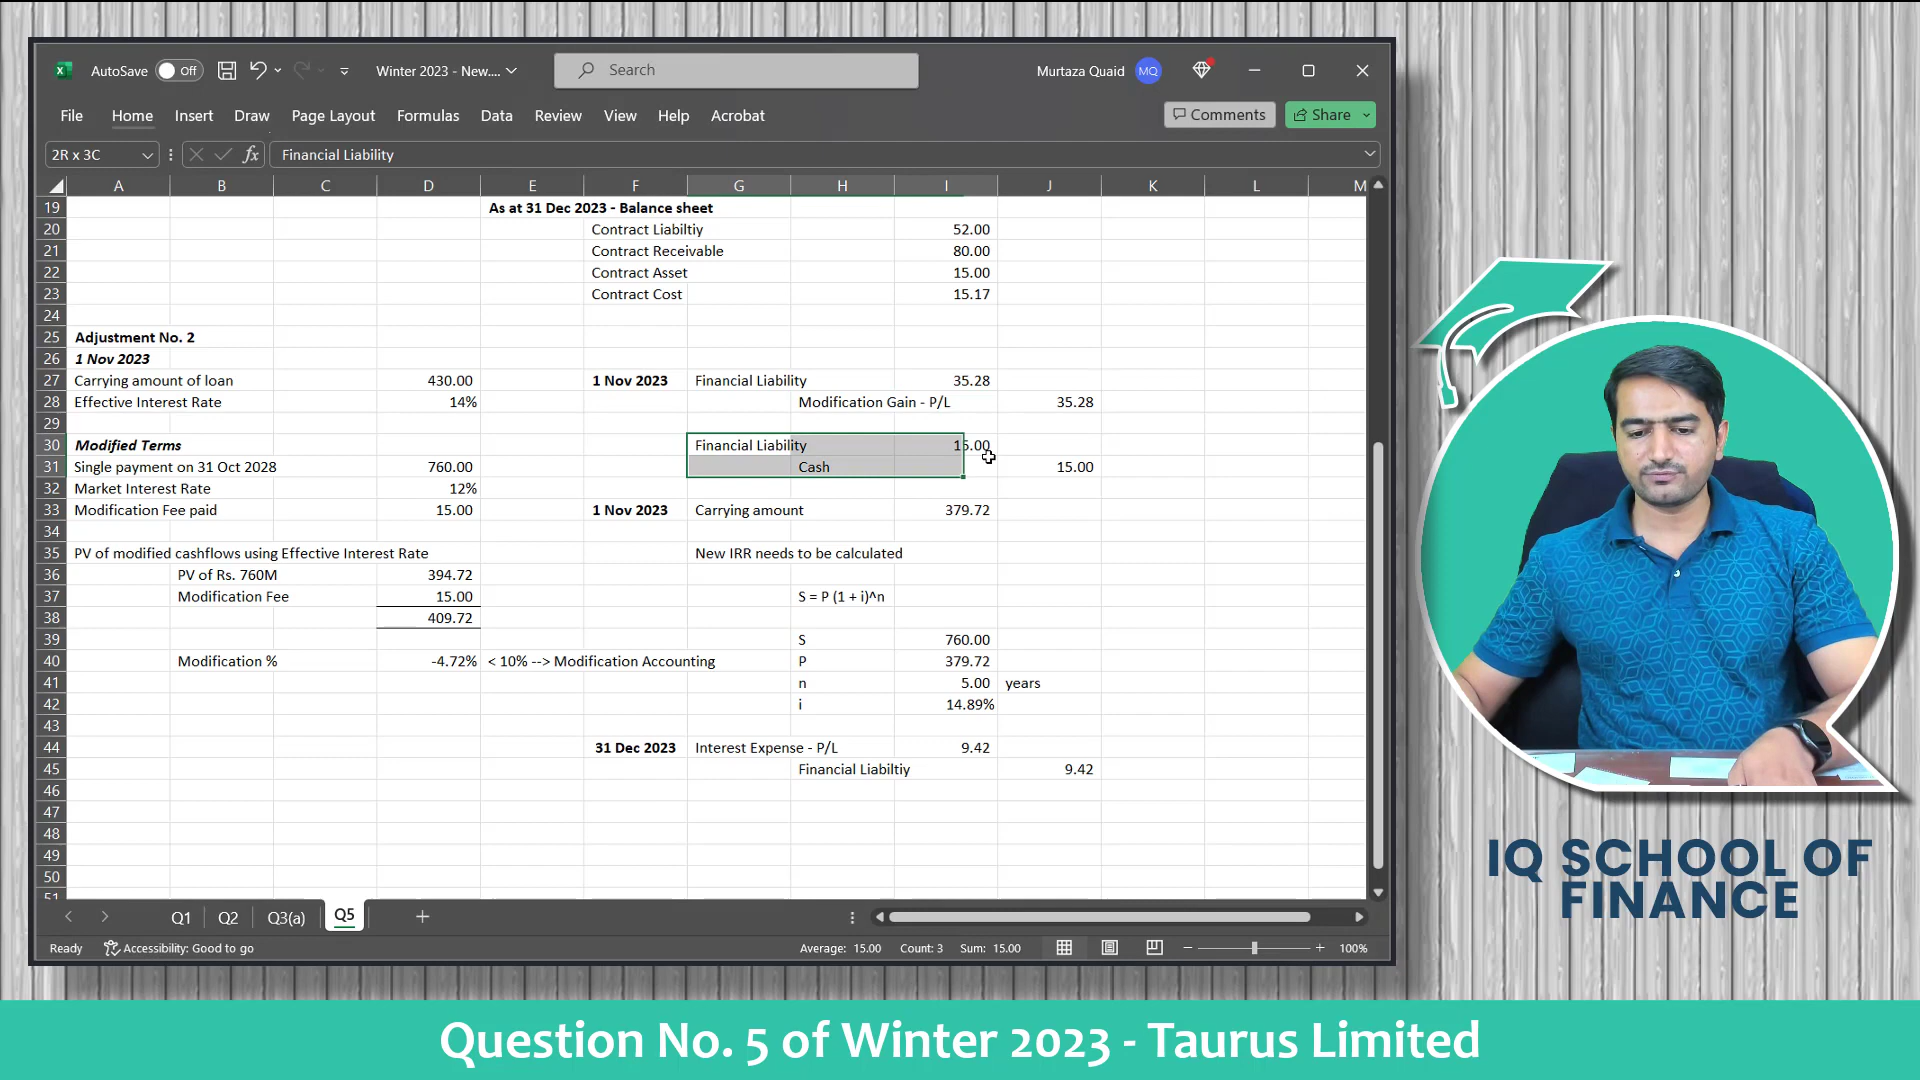 AutoSave Off Winter 2023 - New.... Search Murtaza Quaid MQ
File Home Insert Draw Page Layout Formulas Data Review View Help Acrobat Comments Share
2R x 3C fx Financial Liability
A B C D E F G H I J K L M
19 As at 31 Dec 2023 - Balance sheet
20 Contract Liabiltiy 52.00
21 Contract Receivable 80.00
22 Contract Asset 15.00
23 Contract Cost 15.17
24
25 Adjustment No. 2
26 1 Nov 2023
27 Carrying amount of loan 430.00 1 Nov 2023 Financial Liability 35.28
28 Effective Interest Rate 14% Modification Gain - P/L 35.28
29
30 Modified Terms Financial Liability 15.00
31 Single payment on 31 Oct 2028 760.00 Cash 15.00
32 Market Interest Rate 12%
33 Modification Fee paid 15.00 1 Nov 2023 Carrying amount 379.72
34
35 PV of modified cashflows using Effective Interest Rate New IRR needs to be calculated
36 PV of Rs. 760M 394.72
37 Modification Fee 15.00 S = P (1 + i)^n
38 409.72
39 S 760.00
40 Modification % -4.72% < 10% --> Modification Accounting P 379.72
41 n 5.00 years
42 i 14.89%
43
44 31 Dec 2023 Interest Expense - P/L 9.42
45 Financial Liabiltiy 9.42
46
47
48
49
50
51
Q1 Q2 Q3(a) Q5
Ready Accessibility: Good to go Average: 15.00 Count: 3 Sum: 15.00 100%
IQ SCHOOL OF
FINANCE
Question No. 5 of Winter 2023 - Taurus Limited